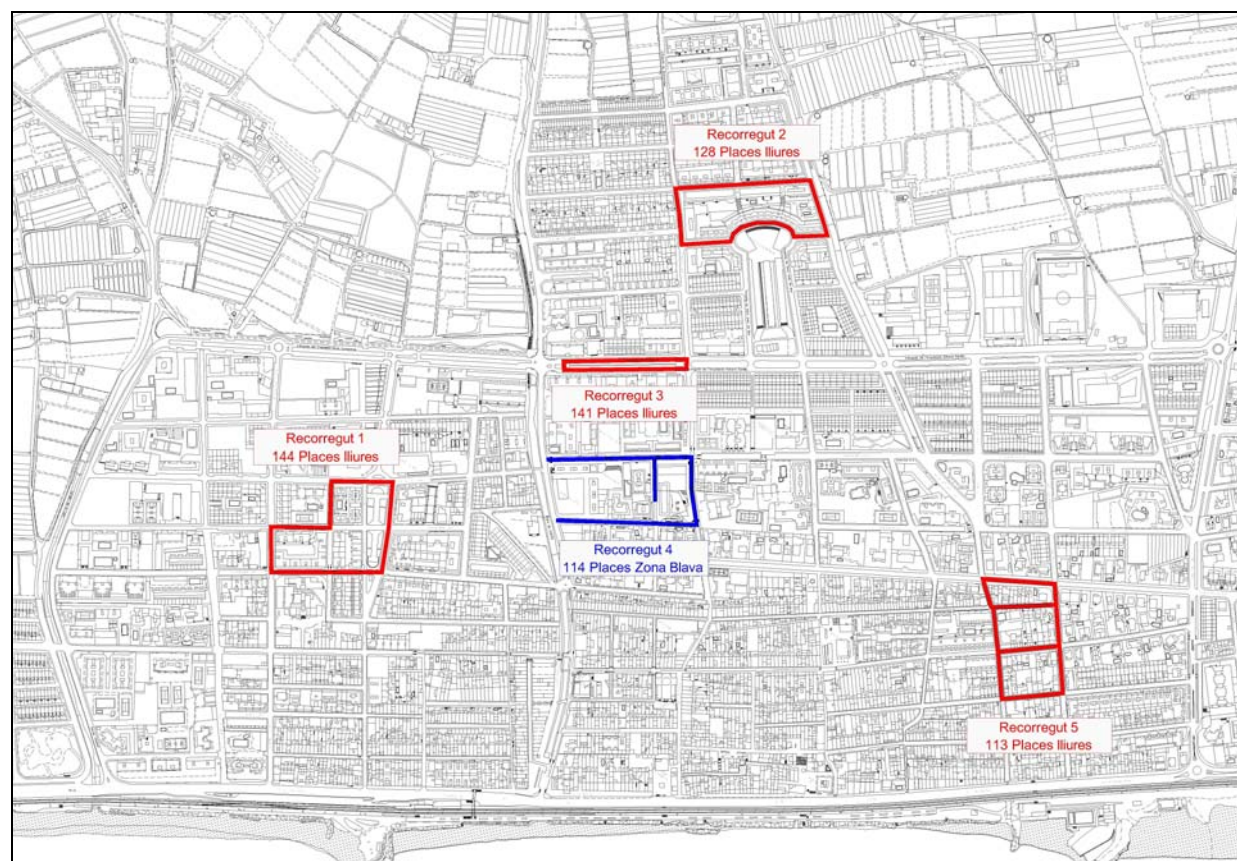 Recorregut 2
128 Places lliures
Recorregut 3
141 Places lliures
Recorregut 1
144 Places lliures
Recorregut 4
114 Places Zona Blava
Recorregut 5
113 Places lliures